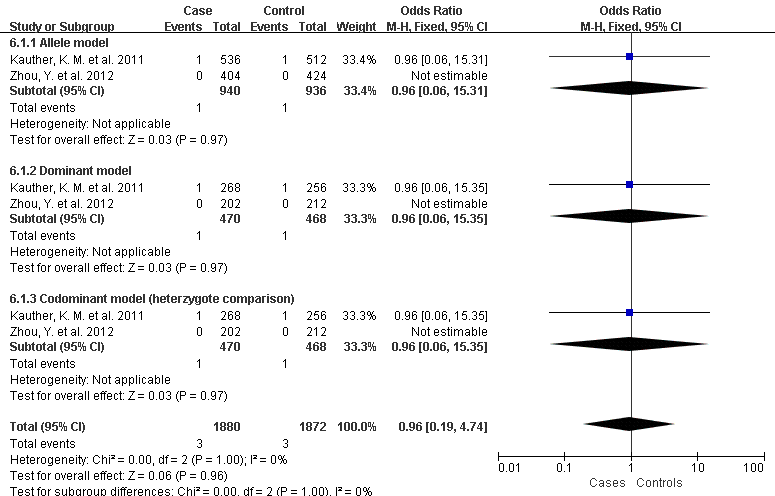 Case Control Odds Ratio Odds Ratio
Study or Subgroup Events Total Events Total Weight M-H, Fixed, 95% CI M-H, Fixed, 95% CI
6.1.1 Allele model
Kauther, K. M. et al. 2011 1 536 1 512 33.4% 0.96 [0.06, 15.31]
Zhou, Y. et al. 2012 0 404 0 424 Not estimable
Subtotal (95% CI) 940 936 33.4% 0.96 [0.06, 15.31]
Total events 1 1
Heterogeneity: Not applicable
Test for overall effect: Z = 0.03 (P = 0.97)
6.1.2 Dominant model
Kauther, K. M. et al. 2011 1 268 1 256 33.3% 0.96 [0.06, 15.35]
Zhou, Y. et al. 2012 0 202 0 212 Not estimable
Subtotal (95% CI) 470 468 33.3% 0.96 [0.06, 15.35]
Total events 1 1
Heterogeneity: Not applicable
Test for overall effect: Z = 0.03 (P = 0.97)
6.1.3 Codominant model (heterzygote comparison)
Kauther, K. M. et al. 2011 1 268 1 256 33.3% 0.96 [0.06, 15.35]
Zhou, Y. et al. 2012 0 202 0 212 Not estimable
Subtotal (95% CI) 470 468 33.3% 0.96 [0.06, 15.35]
Total events 1 1
Heterogeneity: Not applicable
Test for overall effect: Z = 0.03 (P = 0.97)
Total (95% CI) 1880 1872 100.0% 0.96 [0.19, 4.74]
Total events 3 3
Heterogeneity: Chi² = 0.00, df = 2 (P = 1.00); I² = 0%
Test for overall effect: Z = 0.06 (P = 0.96)
Test for subgroup differences: Chi² = 0.00, df = 2 (P = 1.00), I² = 0%
0.01 0.1 1 10 100
Cases Controls